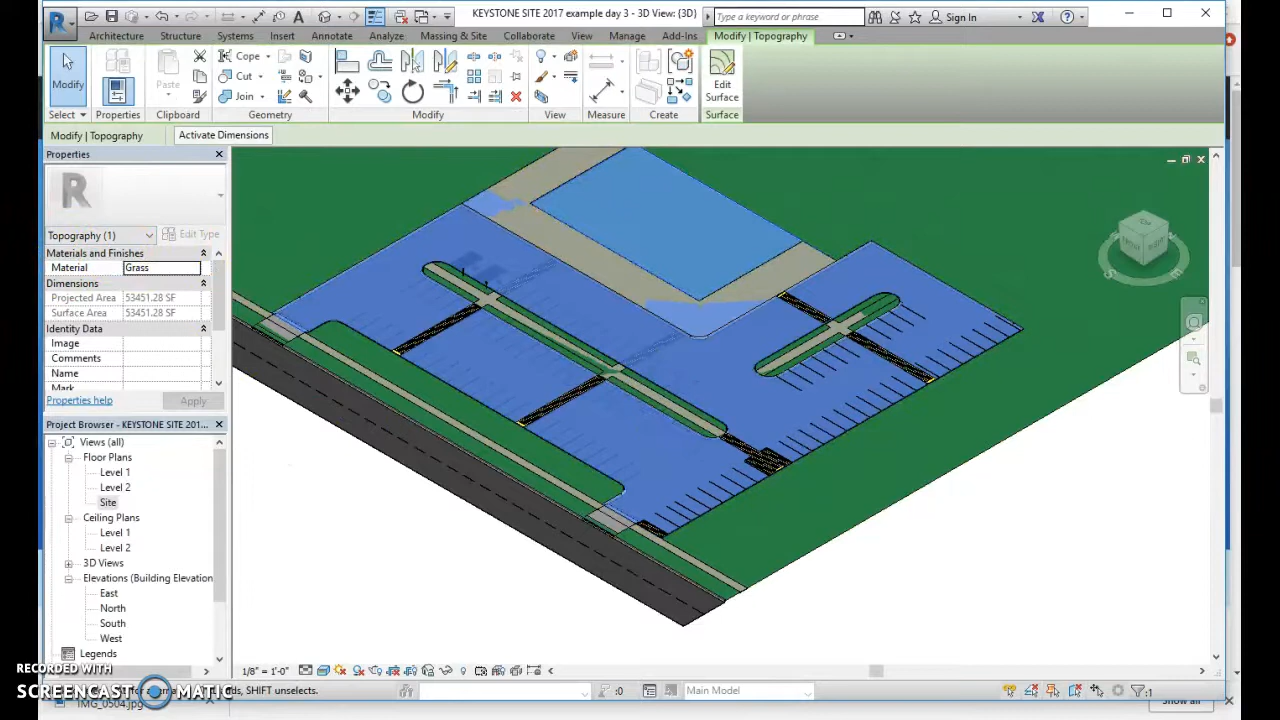 KEYSTONE SITE 2017 example day 3 - 3D View: {3D}
Type a keyword or phrase
Sign In
Architecture
Structure
Systems
Insert
Annotate
Analyze
Massing & Site
Collaborate
View
Manage
Add-Ins
Modify | Topography
Modify
Paste
Cope
Cut
Join
Edit
Surface
Select
Properties
Clipboard
Geometry
Modify
View
Measure
Create
Surface
Modify | Topography
Activate Dimensions
Properties
R
Topography (1)
Edit Type
Materials and Finishes
Material
Grass
Dimensions
Projected Area
53451.28 SF
Surface Area
53451.28 SF
Identity Data
Image
Comments
Name
Mark
Properties help
Apply
Project Browser - KEYSTONE SITE 201...
Views (all)
Floor Plans
Level 1
Level 2
Site
Ceiling Plans
Level 1
Level 2
3D Views
Elevations (Building Elevation
East
North
South
West
Legends
1/8" = 1'-0"
RECORDED WITH
SCREENCAST MATIC
SHIFT unselects.
:0
Main Model
:1
IMG_0504.jpg
Show all